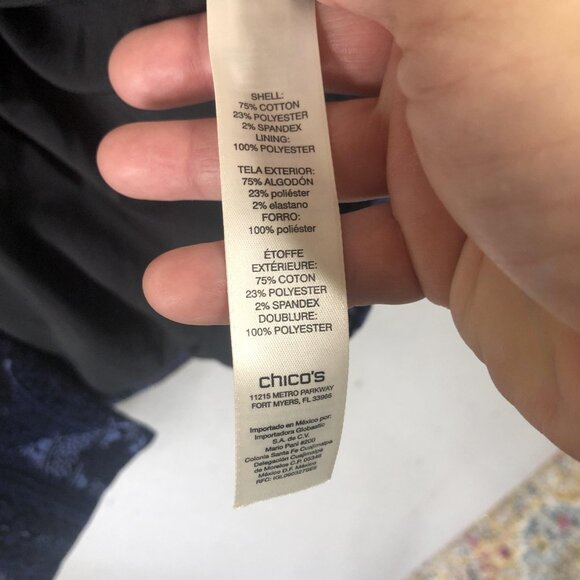 SHELL:
75% COTTON
23% POLYESTER
2% SPANDEX
LINING:
100% POLYESTER
TELA EXTERIOR:
75% ALGODÓN
23% poliéster
2% elastano
FORRO:
100% poliéster
ÉTOFFE
EXTÉRIEURE:
75% COTON
23% POLYESTER
2% SPANDEX
DOUBLURE:
100% POLYESTER
chico's
11215 METRO PARKWAY
FORT MYERS, FL 33966
Importado en México por:
Importadora Globastic
S.A. de C.V.
Mario Pani #200
Colonia Santa Fe Cuajimalpa
Delegación Cuajimalpa
de Morelos C.P. 05348
México D.F. México
RFC: